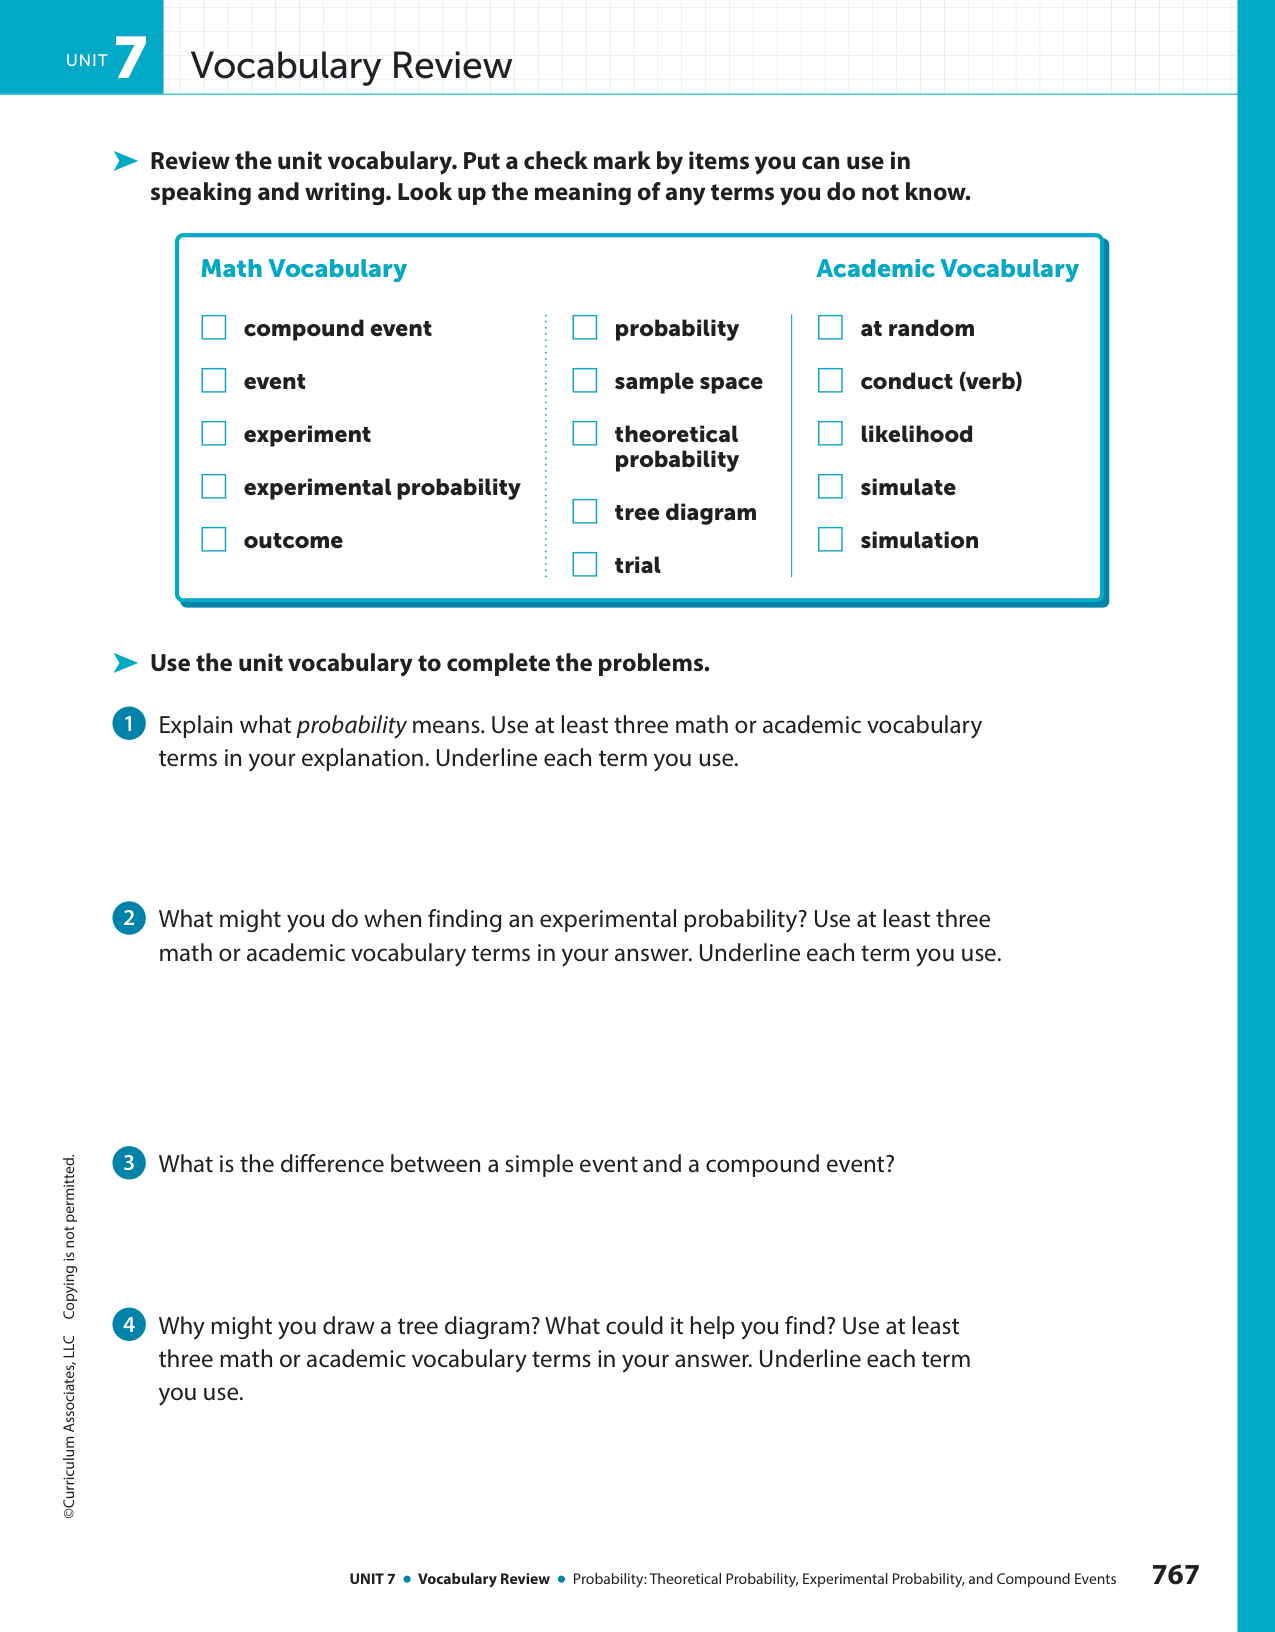 UNIT 7 Vocabulary Review
Review the unit vocabulary. Put a check mark by items you can use in
speaking and writing. Look up the meaning of any terms you do not know.
Math Vocabulary
compound event
event
experiment
experimental probability
outcome
probability
sample space
theoretical
probability
tree diagram
trial
Academic Vocabulary
at random
conduct (verb)
likelihood
simulate
simulation
Use the unit vocabulary to complete the problems.
1 Explain what probability means. Use at least three math or academic vocabulary
terms in your explanation. Underline each term you use.
2 What might you do when finding an experimental probability? Use at least three
math or academic vocabulary terms in your answer. Underline each term you use.
3 What is the difference between a simple event and a compound event?
4 Why might you draw a tree diagram? What could it help you find? Use at least
three math or academic vocabulary terms in your answer. Underline each term
you use.
©Curriculum Associates, LLC Copying is not permitted.
UNIT 7 • Vocabulary Review • Probability: Theoretical Probability, Experimental Probability, and Compound Events 767